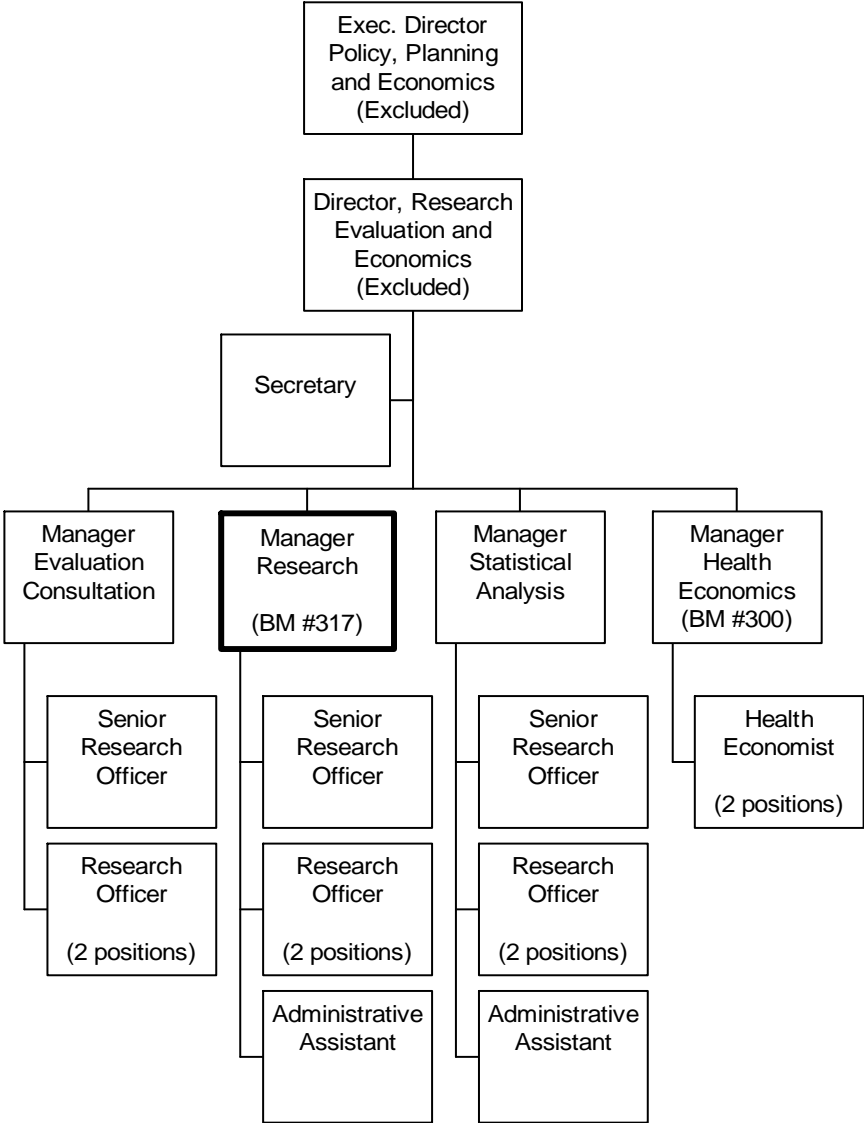 Exec. Director
Policy, Planning
and Economics
(Excluded)
Director, Research
Evaluation and
Economics
(Excluded)
Secretary
Manager
Evaluation
Consultation
Manager
Research
(BM #317)
Manager
Statistical
Analysis
Manager
Health
Economics
(BM #300)
Senior
Research
Officer
Senior
Research
Officer
Senior
Research
Officer
Health
Economist
(2 positions)
Research
Officer
(2 positions)
Research
Officer
(2 positions)
Research
Officer
(2 positions)
Administrative
Assistant
Administrative
Assistant